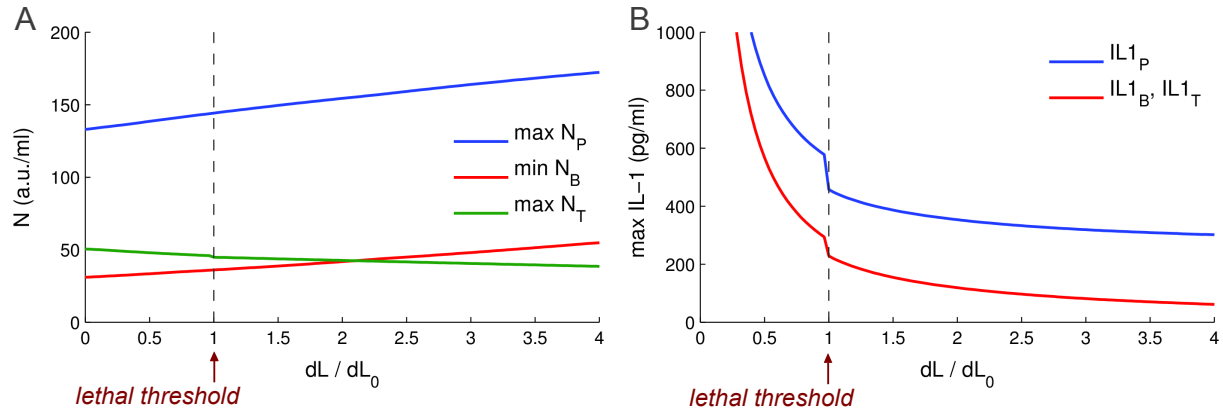 A
N (a.u./ml)
200
150
100
50
0
max N_P
min N_B
max N_T
0 0.5 1 1.5 2 2.5 3 3.5 4
dL / dL_0
lethal threshold
B
max IL−1 (pg/ml)
1000
800
600
400
200
0
IL1_P
IL1_B, IL1_T
0 0.5 1 1.5 2 2.5 3 3.5 4
dL / dL_0
lethal threshold